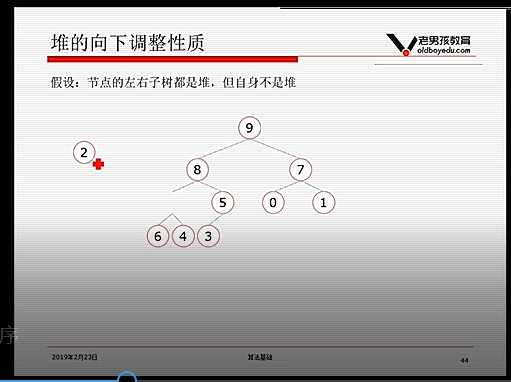 堆的向下调整性质
老男孩教育
oldboyedu.com
假设：节点的左右子树都是堆，但自身不是堆
9
2
8 7
5 0 1
6 4 3
序
2019年2月23日 算法基础 44